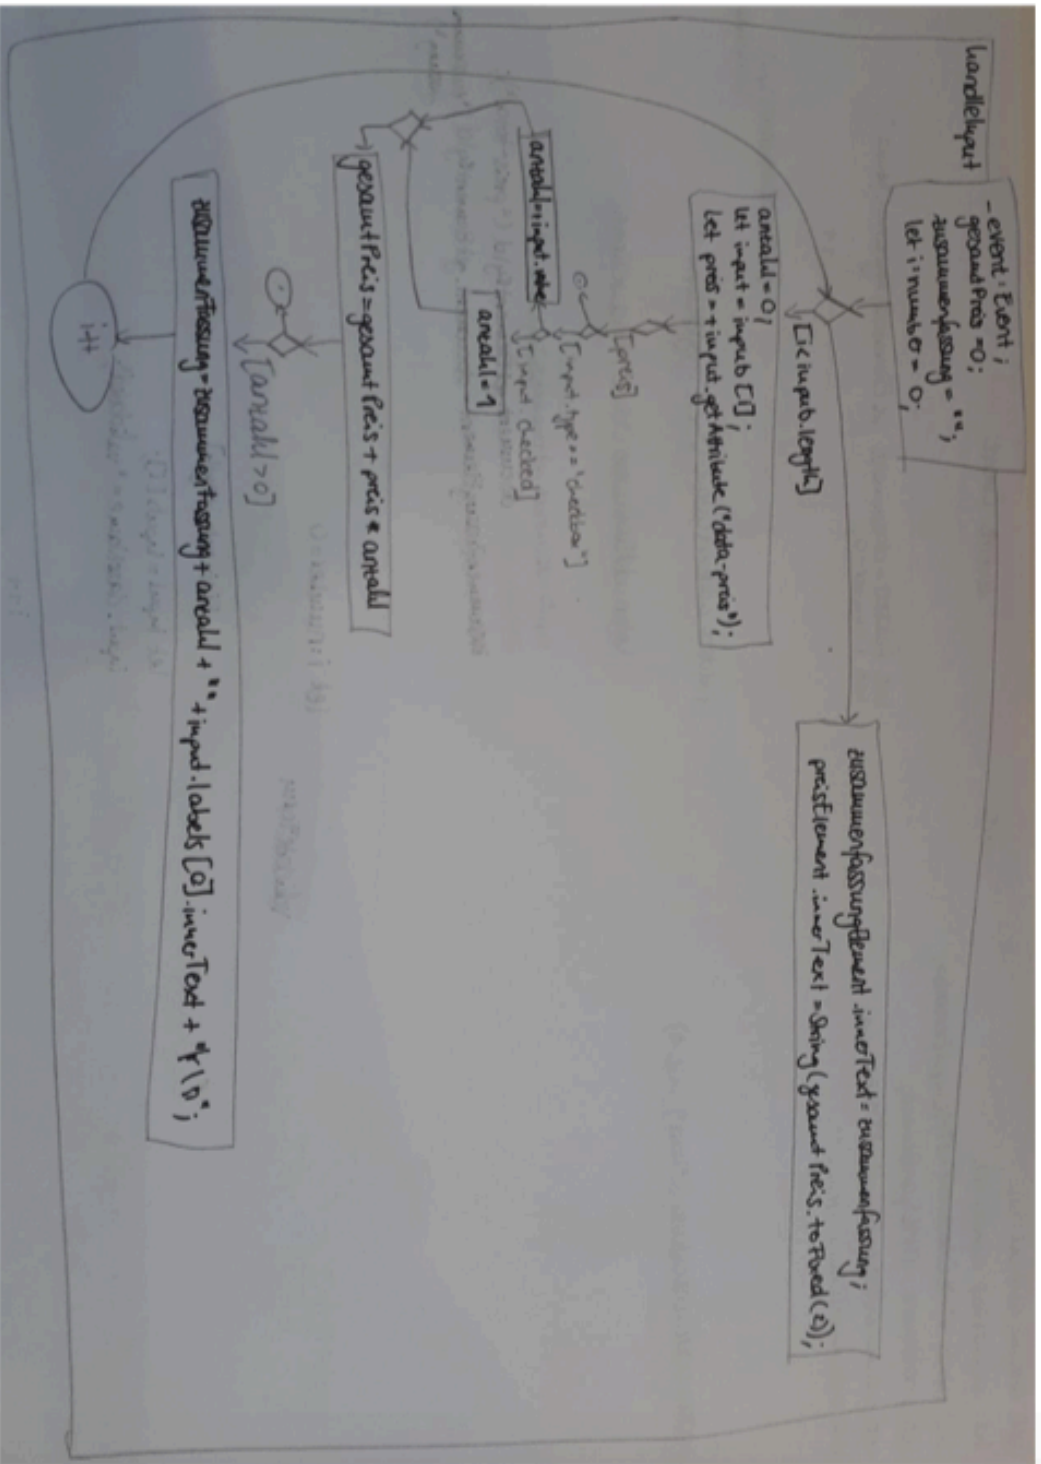 handleInput
- event: Event;
gesamtPreis = 0;
zusammenfassung = "";
let i: number = 0;
[i < inputs.length]
anzahl = 0;
let input = inputs [i];
let preis = + input.getAttribute ("data-preis");
[preis]
[input.type == "checkbox"]
[input.checked]
anzahl = input.value
anzahl = 1
gesamtPreis = gesamtPreis + preis * anzahl
[anzahl > 0]
zusammenfassung = zusammenfassung + anzahl + " " + input.labels [0].innerText + "\r\n";
i++
zusammenfassungElement.innerText = zusammenfassung;
preisElement.innerText = String (gesamtPreis.toFixed (2));